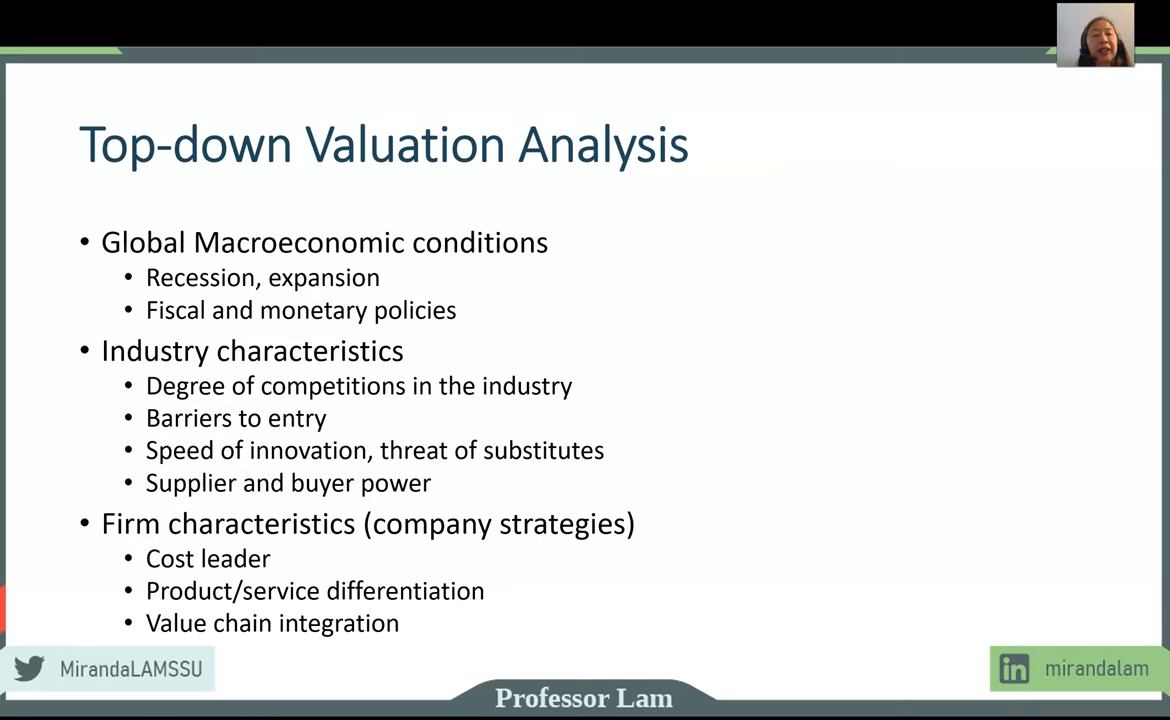 Top-down Valuation Analysis
• Global Macroeconomic conditions
• Recession, expansion
• Fiscal and monetary policies
• Industry characteristics
• Degree of competitions in the industry
• Barriers to entry
• Speed of innovation, threat of substitutes
• Supplier and buyer power
• Firm characteristics (company strategies)
• Cost leader
• Product/service differentiation
• Value chain integration
MirandaLAMSSU
Professor Lam
in mirandalam